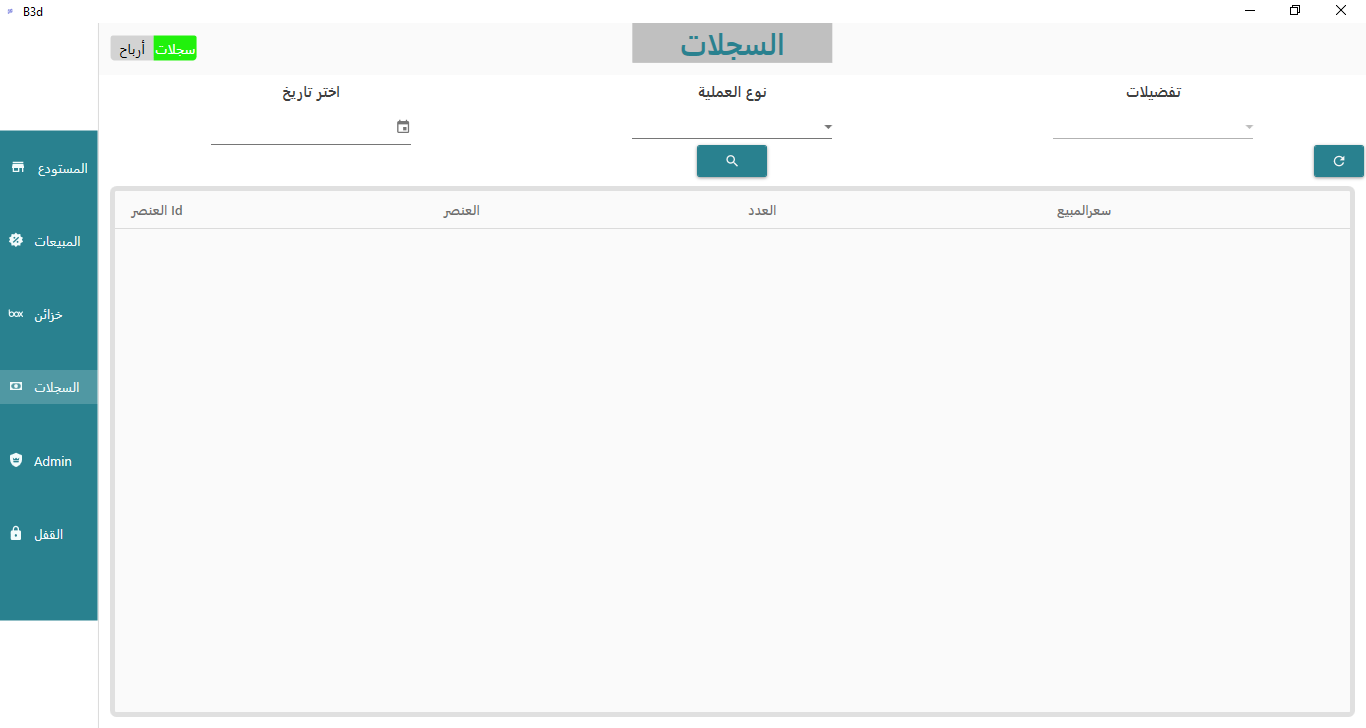 B3d
السجلات
سجلات
أرباح
تفضيلات
نوع العملية
اختر تاريخ
Id العنصر
العنصر
العدد
سعرالمبيع
المستودع
المبيعات
box خزائن
السجلات
Admin
القفل